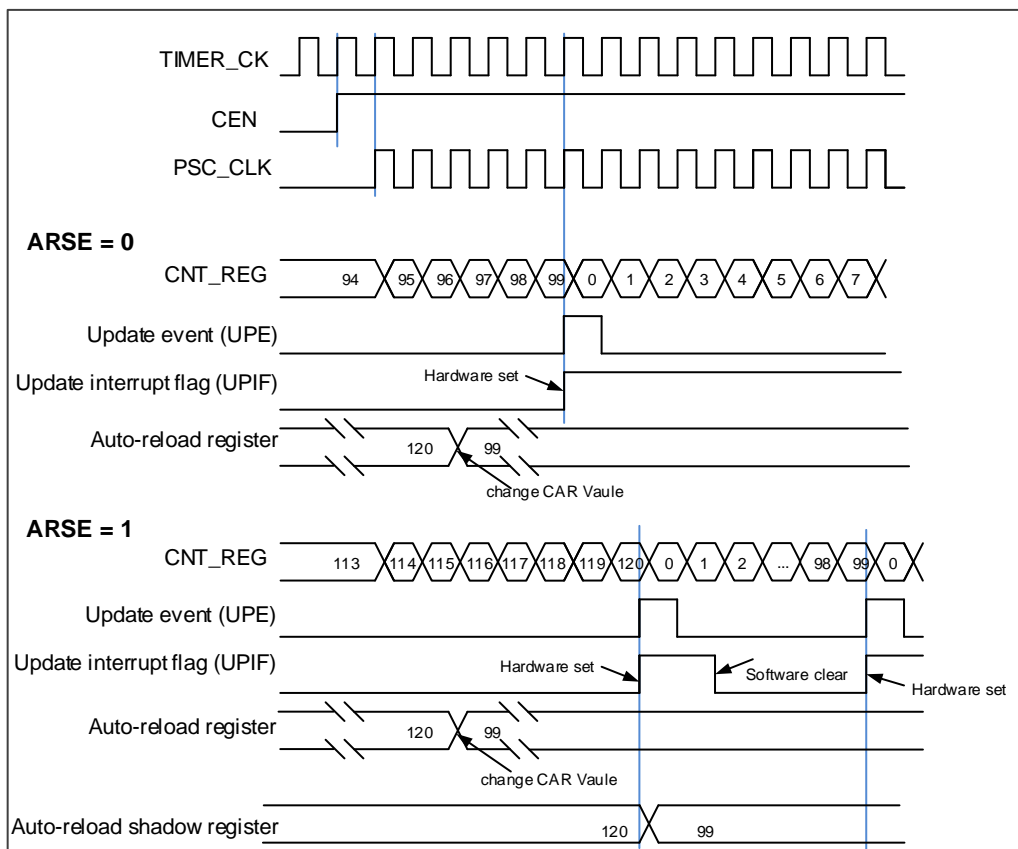 TIMER_CK
CEN
PSC_CLK
ARSE = 0
CNT_REG 94 95 96 97 98 99 0 1 2 3 4 5 6 7
Update event (UPE)
Update interrupt flag (UPIF) Hardware set
Auto-reload register 120 99
change CAR Vaule
ARSE = 1
CNT_REG 113 114 115 116 117 118 119 120 0 1 2 ... 98 99 0
Update event (UPE)
Update interrupt flag (UPIF) Hardware set Software clear Hardware set
Auto-reload register 120 99
change CAR Vaule
Auto-reload shadow register 120 99